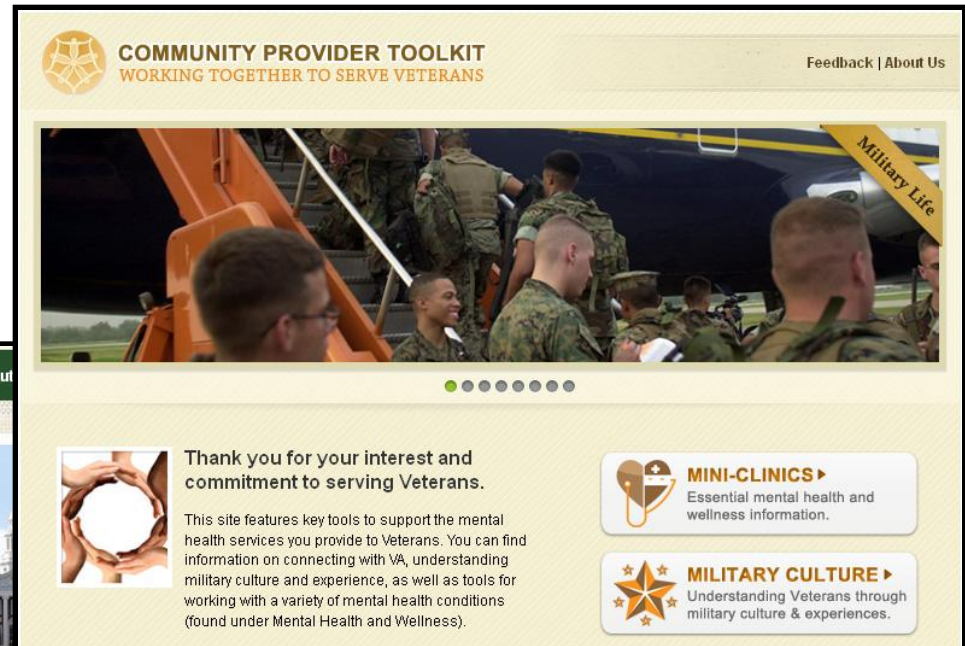 COMMUNITY PROVIDER TOOLKIT
WORKING TOGETHER TO SERVE VETERANS
Feedback | About Us
Military Life
ut
Thank you for your interest and
commitment to serving Veterans.
This site features key tools to support the mental
health services you provide to Veterans. You can find
information on connecting with VA, understanding
military culture and experience, as well as tools for
working with a variety of mental health conditions
(found under Mental Health and Wellness).
MINI-CLINICS
Essential mental health and
wellness information.
MILITARY CULTURE
Understanding Veterans through
military culture & experiences.